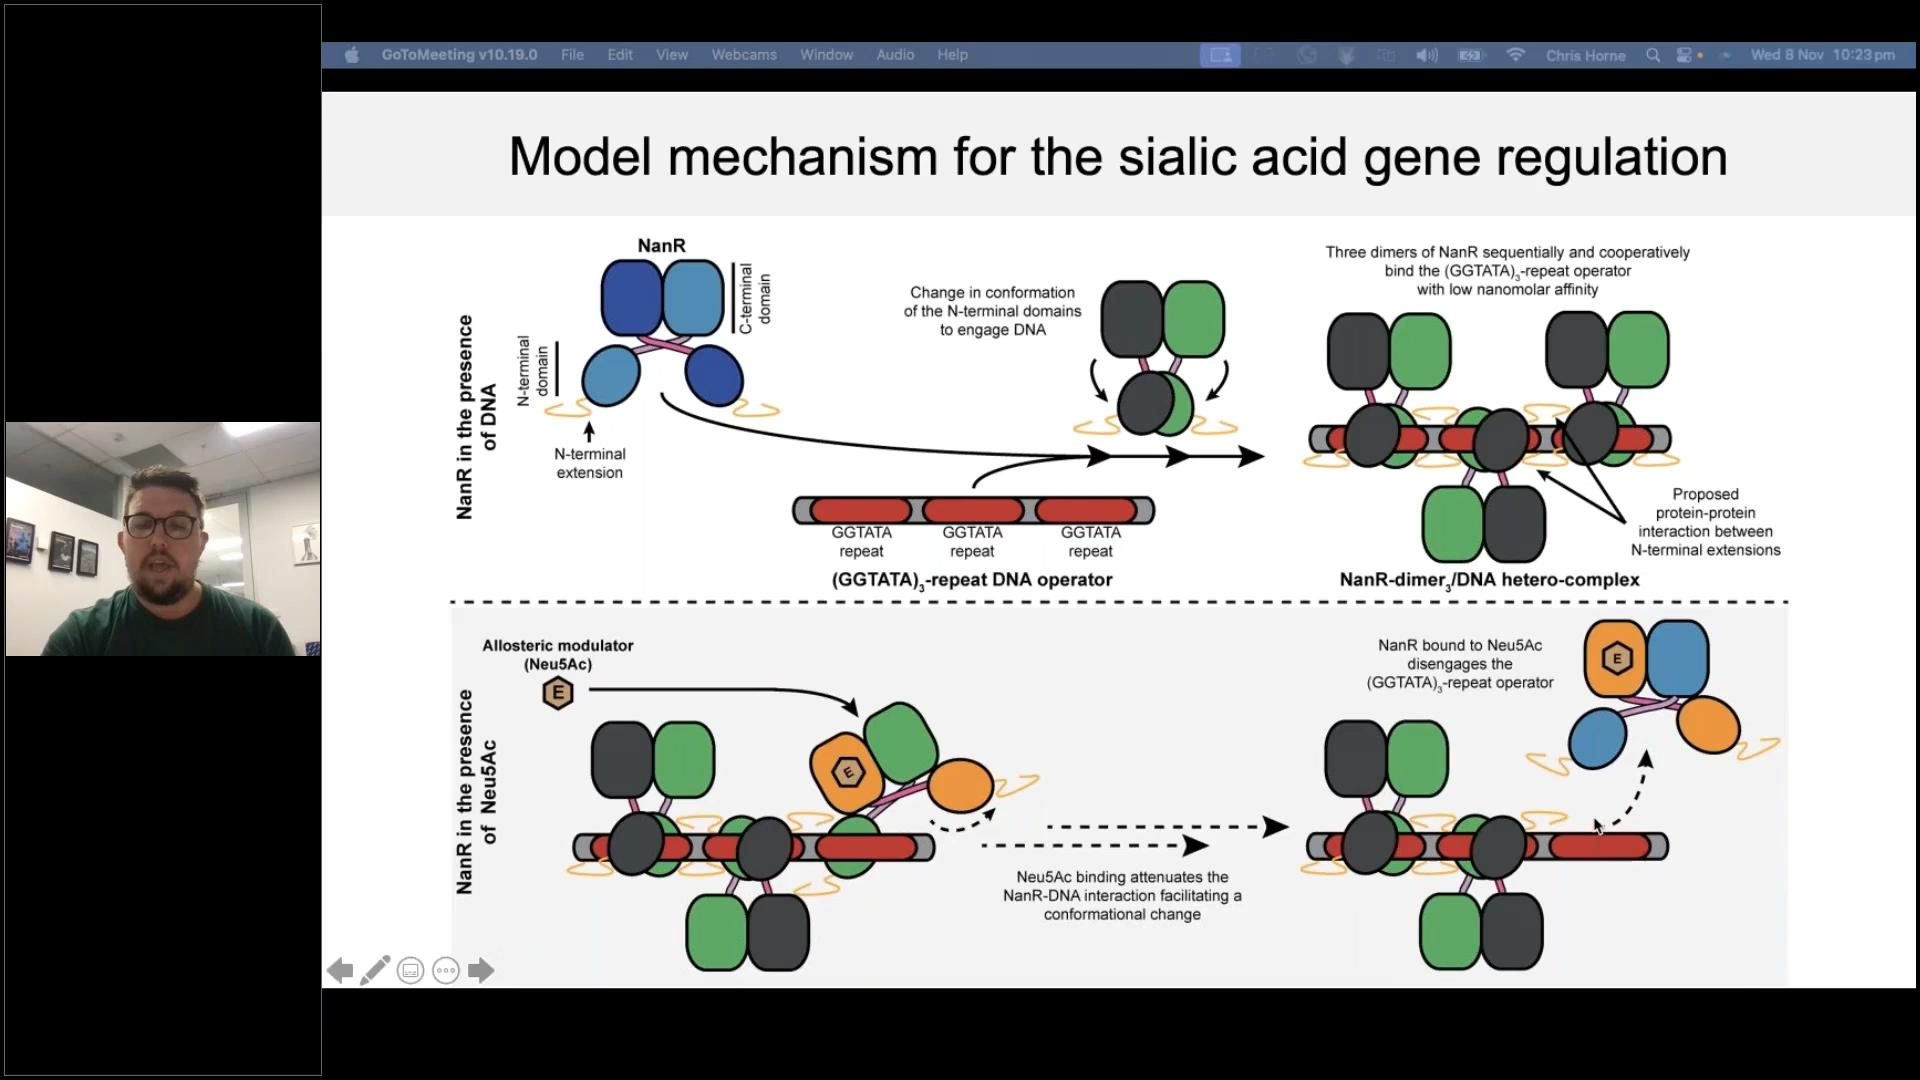 GoToMeeting v10.19.0 File Edit View Webcams Window Audio Help Chris Horne Wed 8 Nov 10:23 pm
Model mechanism for the sialic acid gene regulation
NanR in the presence
of DNA
NanR
C-terminal
domain
N-terminal
domain
N-terminal
extension
Change in conformation
of the N-terminal domains
to engage DNA
GGTATA
repeat
GGTATA
repeat
GGTATA
repeat
(GGTATA)3-repeat DNA operator
Three dimers of NanR sequentially and cooperatively
bind the (GGTATA)3-repeat operator
with low nanomolar affinity
Proposed
protein-protein
interaction between
N-terminal extensions
NanR-dimer3/DNA hetero-complex
NanR in the presence
of Neu5Ac
Allosteric modulator
(Neu5Ac)
E
E
Neu5Ac binding attenuates the
NanR-DNA interaction facilitating a
conformational change
NanR bound to Neu5Ac
disengages the
(GGTATA)3-repeat operator
E